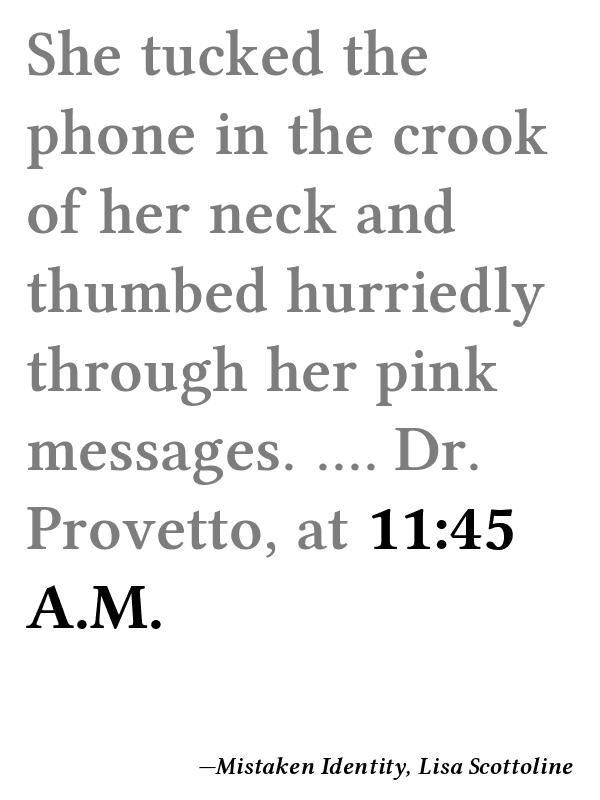 She tucked the
phone in the crook
of her neck and
thumbed hurriedly
through her pink
messages. .... Dr.
Provetto, at 11:45
A.M.
—Mistaken Identity, Lisa Scottoline